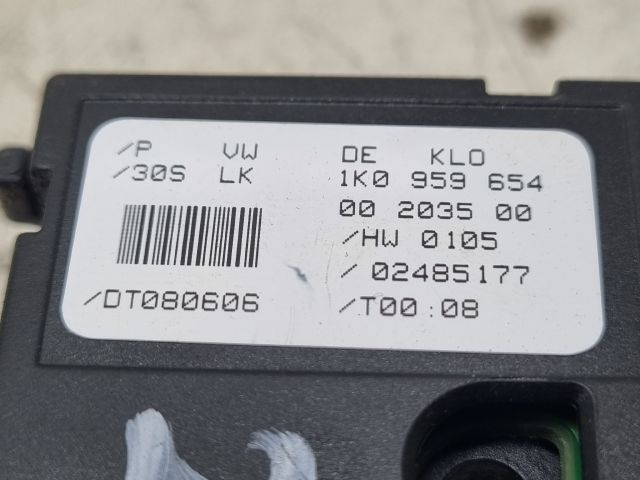 /P VW DE KLO
/30S LK 1K0 959 654
00 2035 00
/HW 0105
/ 02485177
/DT080606 /T00:08